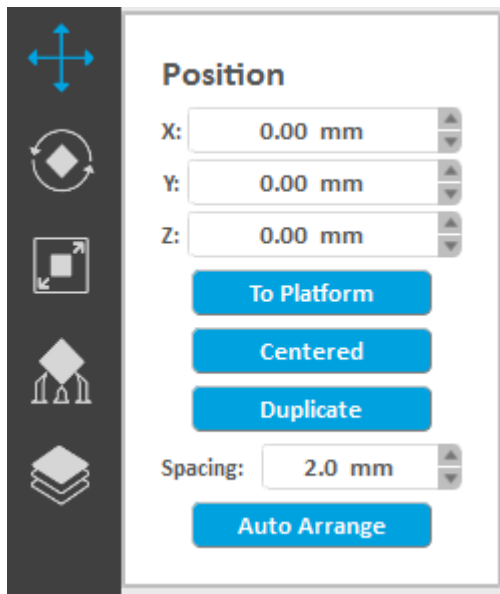 Position
X: 0.00 mm
Y: 0.00 mm
Z: 0.00 mm
To Platform
Centered
Duplicate
Spacing: 2.0 mm
Auto Arrange